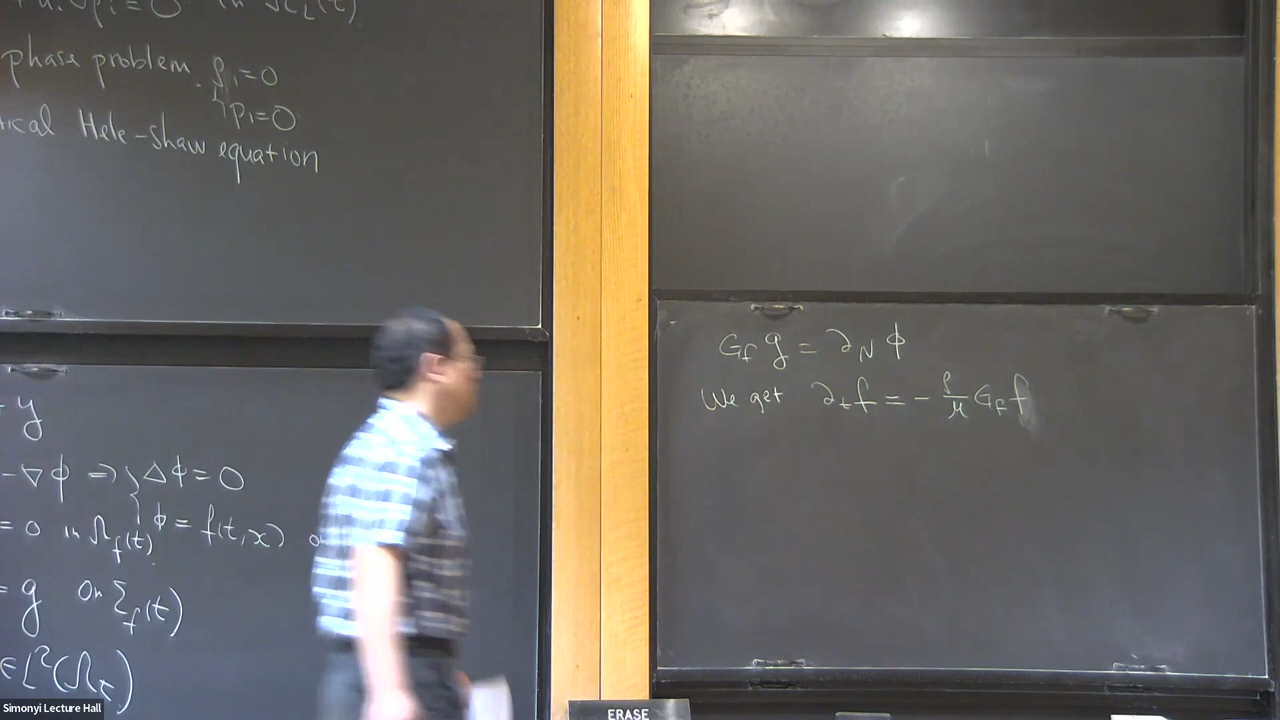 phase problem. ρ₁=0
p₁=0
ical Hele-Shaw equation
y
-∇ϕ ⇒ { Δϕ=0
= 0 in Ω_f(t) ϕ = f(t,x) o
= g on Σ_f(t)
∈ L²(Ω_f)
G_f g = ∂_N ϕ
We get ∂_t f = - ρ/μ G_f f
ERASE
Simonyi Lecture Hall